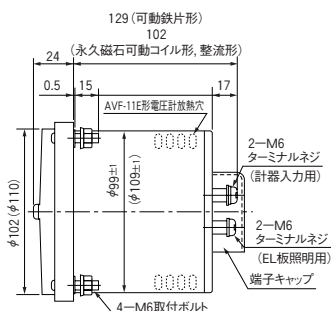 129(可動鉄片形)
102
(永久磁石可動コイル形, 整流形)
24
0.5
15
17
AVF-11E形電圧計放熱穴
φ102(φ110)
φ99±1
(φ109±1)
2−M6
ターミナルネジ
(計器入力用)
2−M6
ターミナルネジ
(EL板照明用)
端子キャップ
4−M6取付ボルト